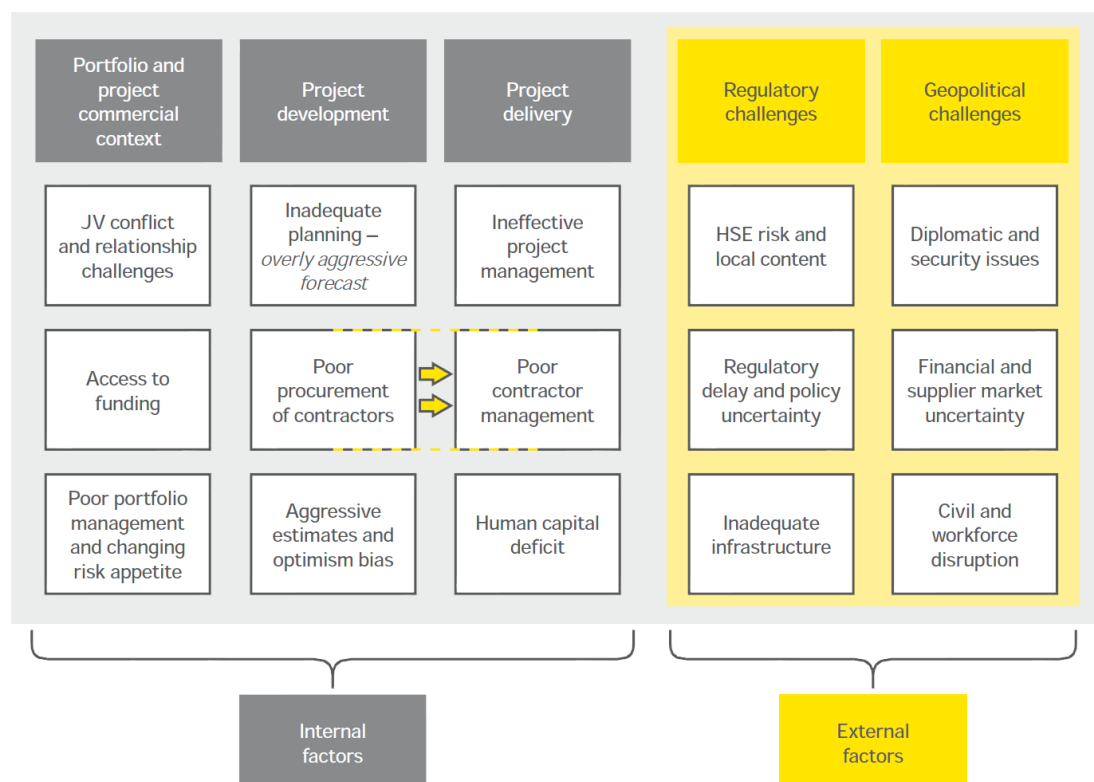 Portfolio and
project
commercial
context
Project
development
Project
delivery
Regulatory
challenges
Geopolitical
challenges
JV conflict
and relationship
challenges
Inadequate
planning –
overly aggressive
forecast
Ineffective
project
management
HSE risk and
local content
Diplomatic and
security issues
Access to
funding
Poor
procurement
of contractors
Poor
contractor
management
Regulatory
delay and policy
uncertainty
Financial and
supplier market
uncertainty
Poor portfolio
management
and changing
risk appetite
Aggressive
estimates and
optimism bias
Human capital
deficit
Inadequate
infrastructure
Civil and
workforce
disruption
Internal
factors
External
factors